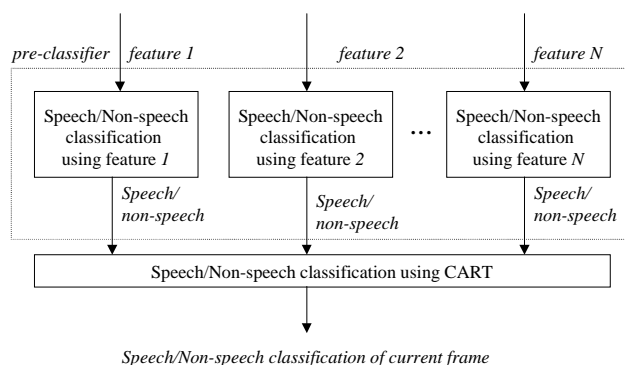 pre-classifier
feature 1
feature 2
feature N
Speech/Non-speech
classification
using feature 1
Speech/Non-speech
classification
using feature 2
...
Speech/Non-speech
classification
using feature N
Speech/
non-speech
Speech/
non-speech
Speech/
non-speech
Speech/Non-speech classification using CART
Speech/Non-speech classification of current frame